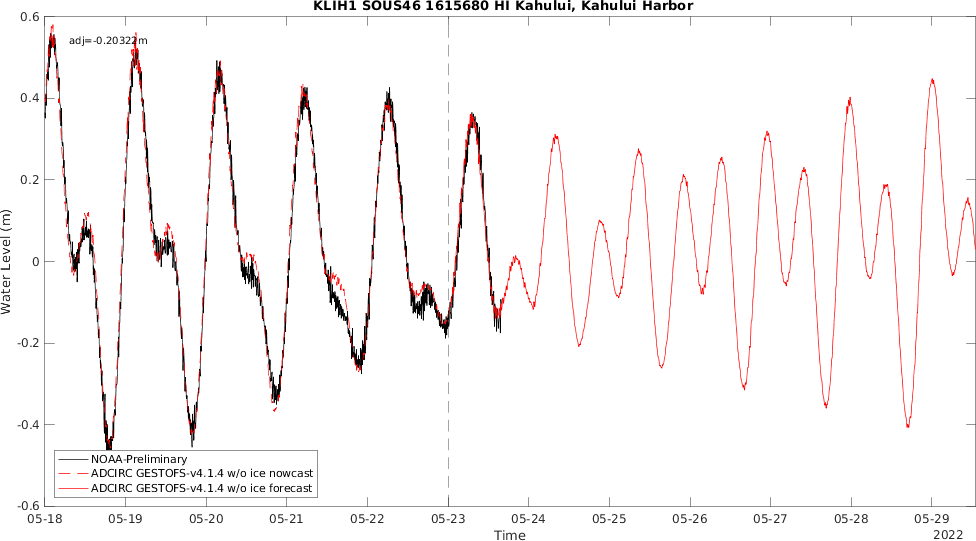 KLIH1 SOUS46 1615680 HI Kahului, Kahului Harbor
adj=-0.20322m
0.6
0.4
0.2
0
-0.2
-0.4
-0.6
Water Level (m)
NOAA-Preliminary
ADCIRC GESTOFS-v4.1.4 w/o ice nowcast
ADCIRC GESTOFS-v4.1.4 w/o ice forecast
05-18 05-19 05-20 05-21 05-22 05-23 05-24 05-25 05-26 05-27 05-28 05-29
Time
2022